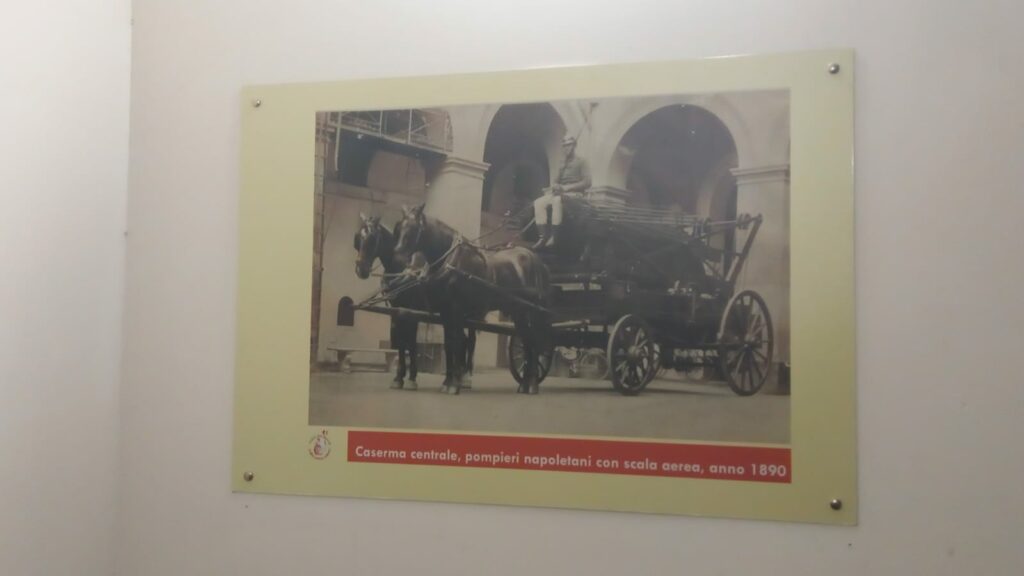 Caserma centrale, pompieri napoletani con scala aerea, anno 1890